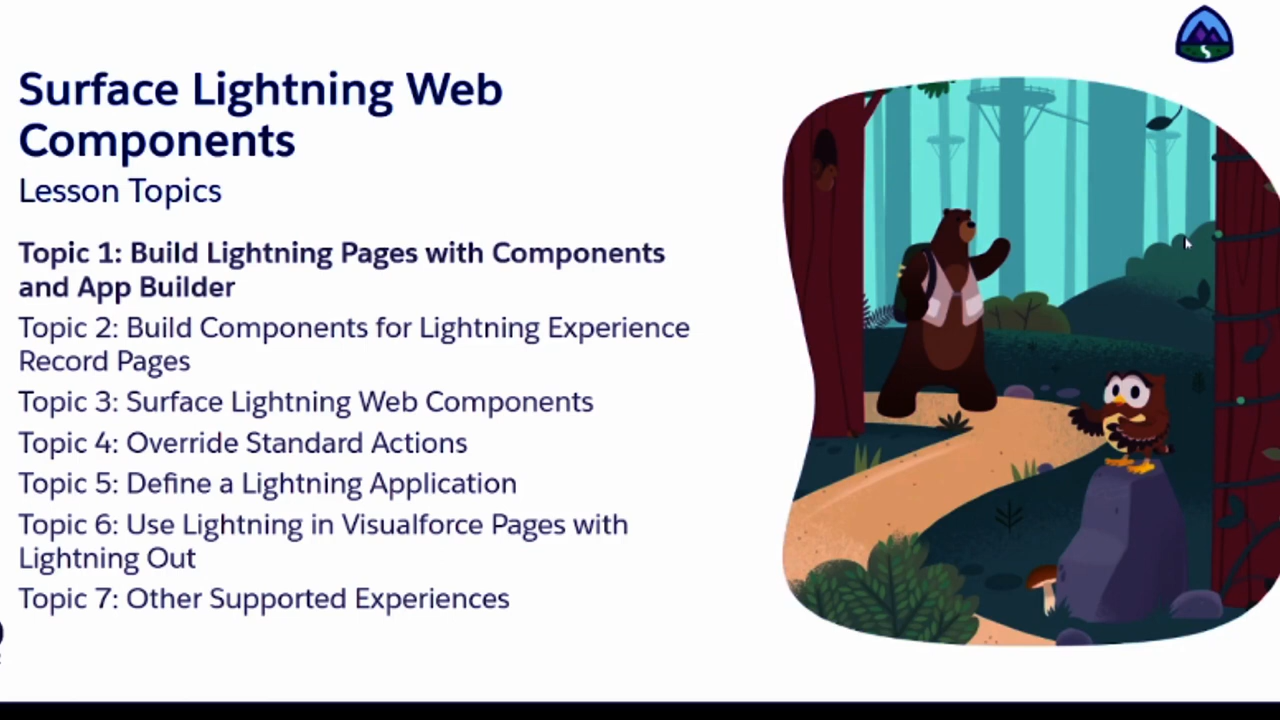 Surface Lightning Web
Components
Lesson Topics
Topic 1: Build Lightning Pages with Components
and App Builder
Topic 2: Build Components for Lightning Experience
Record Pages
Topic 3: Surface Lightning Web Components
Topic 4: Override Standard Actions
Topic 5: Define a Lightning Application
Topic 6: Use Lightning in Visualforce Pages with
Lightning Out
Topic 7: Other Supported Experiences